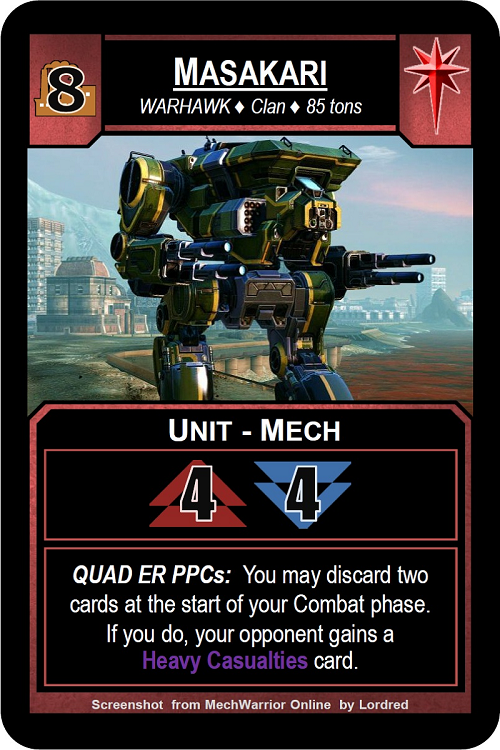 8
MASAKARI
WARHAWK ♦ Clan ♦ 85 tons
UNIT - MECH
4 4
QUAD ER PPCs: You may discard two
cards at the start of your Combat phase.
If you do, your opponent gains a
Heavy Casualties card.
Screenshot from MechWarrior Online by Lordred